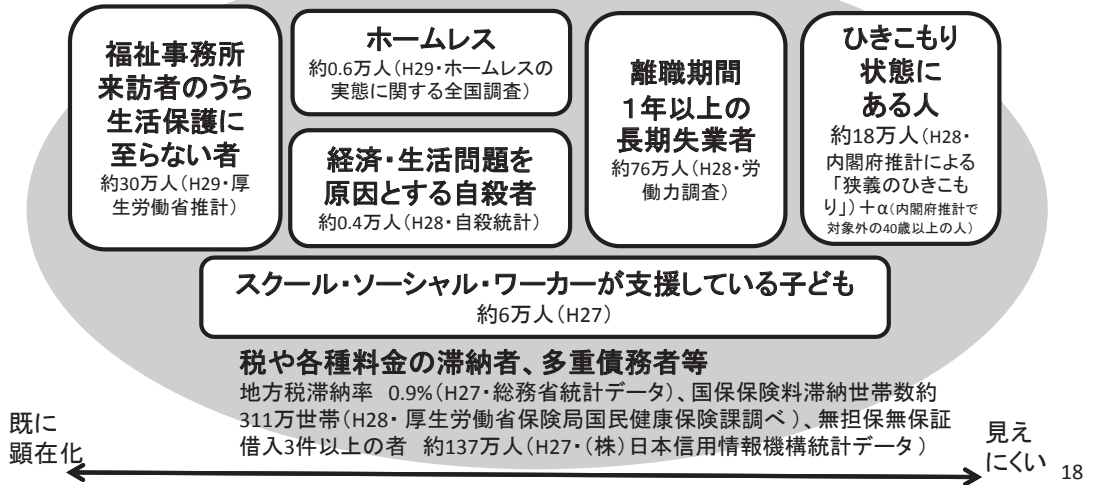 福祉事務所
来訪者のうち
生活保護に
至らない者
約30万人(H29・厚
生労働省推計)
ホームレス
約0.6万人(H29・ホームレスの
実態に関する全国調査)
経済・生活問題を
原因とする自殺者
約0.4万人(H28・自殺統計)
離職期間
1年以上の
長期失業者
約76万人(H28・労
働力調査)
ひきこもり
状態に
ある人
約18万人(H28・
内閣府推計による
「狭義のひきこも
り」)+α(内閣府推計で
対象外の40歳以上の人)
スクール・ソーシャル・ワーカーが支援している子ども
約6万人(H27)
税や各種料金の滞納者、多重債務者等
地方税滞納率 0.9%(H27・総務省統計データ)、国保保険料滞納世帯数約
311万世帯(H28・ 厚生労働省保険局国民健康保険課調べ )、無担保無保証
借入3件以上の者 約137万人(H27・(株)日本信用情報機構統計データ)
既に
顕在化
見え
にくい
18